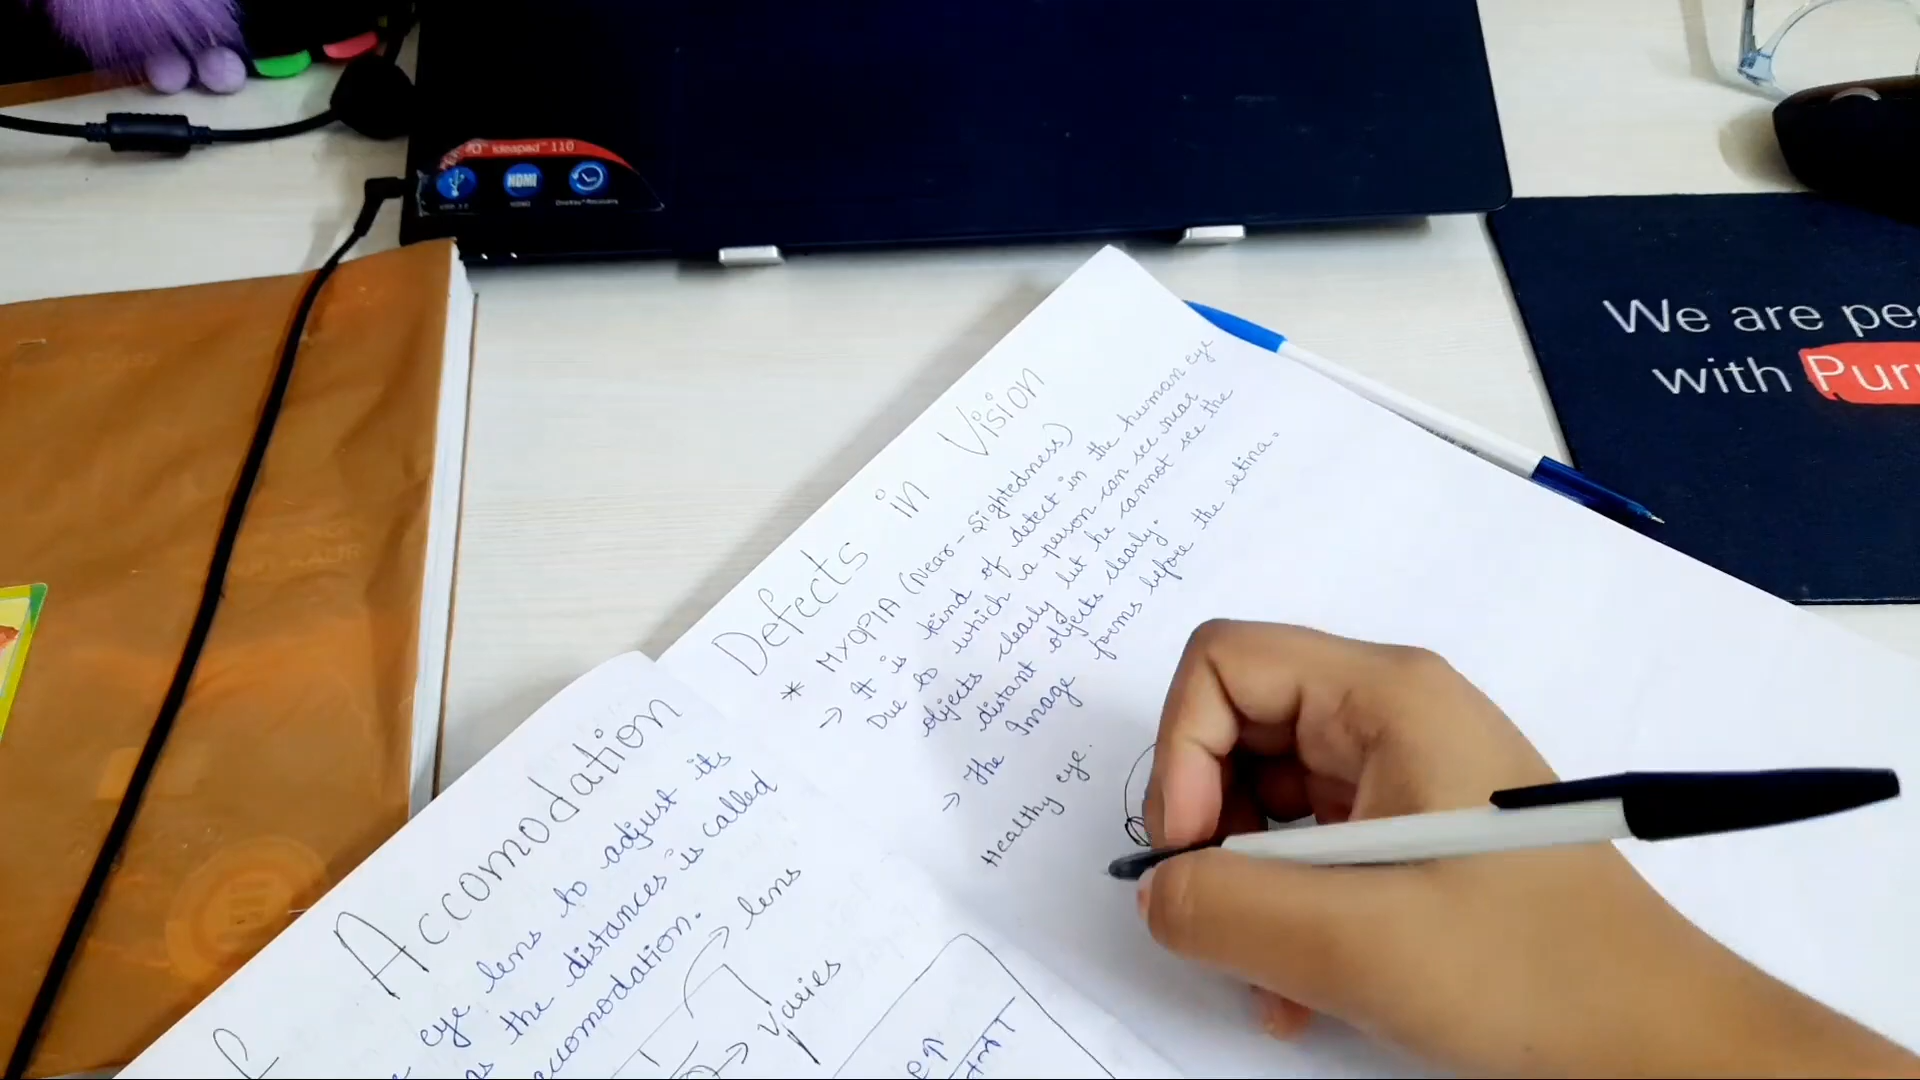 Ideapad 110
HDMI
OneKey Recovery
We are peo
with Pur
Defects in Vision
* MYOPIA (Near-Sightedness)
→ It is kind of defect in the human eye
Due to which a person can see near
objects clearly but he cannot see the
distant objects clearly.
→ The Image forms before the retina.
Healthy eye.
Accomodation
eye lens to adjust its
the distances is called
accomodation.
→ lens
→ Varies